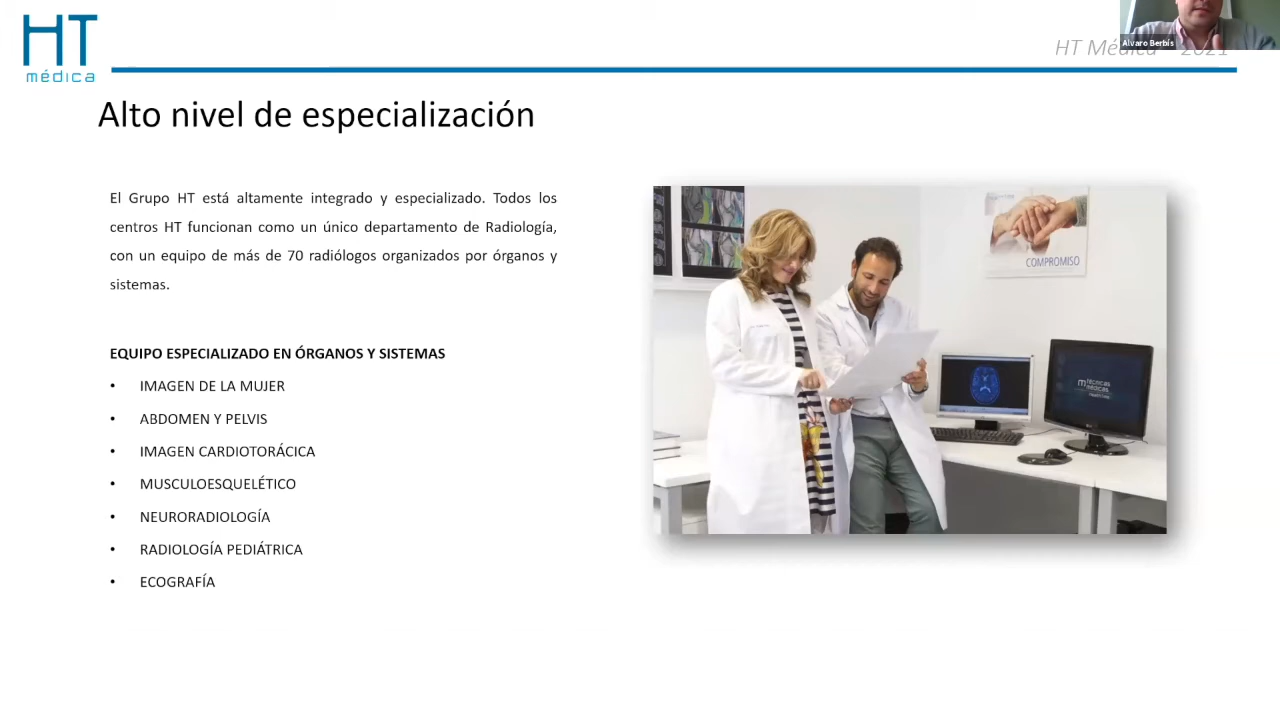 HT
médica
HT Médica
2021
Alvaro Berbís
Alto nivel de especialización
El Grupo HT está altamente integrado y especializado. Todos los
centros HT funcionan como un único departamento de Radiología,
con un equipo de más de 70 radiólogos organizados por órganos y
sistemas.
EQUIPO ESPECIALIZADO EN ÓRGANOS Y SISTEMAS
• IMAGEN DE LA MUJER
• ABDOMEN Y PELVIS
• IMAGEN CARDIOTORÁCICA
• MUSCULOESQUELÉTICO
• NEURORADIOLOGÍA
• RADIOLOGÍA PEDIÁTRICA
• ECOGRAFÍA
COMPROMISO
técnicas
médicas